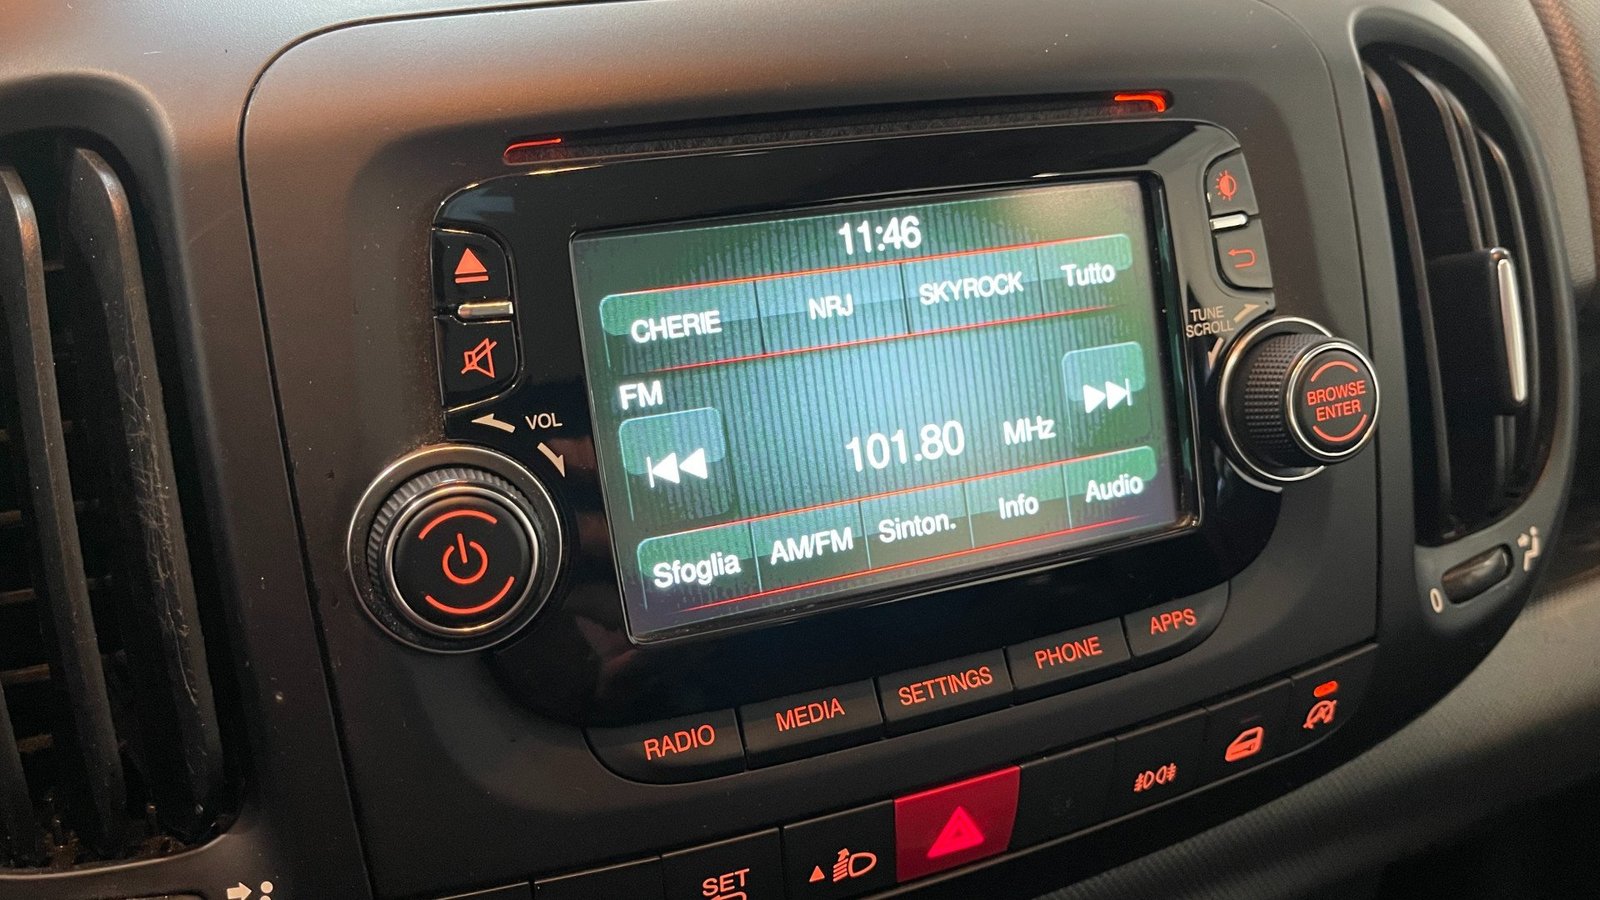 11:46
CHERIE NRJ SKYROCK Tutto
FM
101.80 MHz
Sfoglia AM/FM Sinton. Info Audio
VOL
TUNE
SCROLL
BROWSE
ENTER
RADIO MEDIA SETTINGS PHONE APPS
SET
0